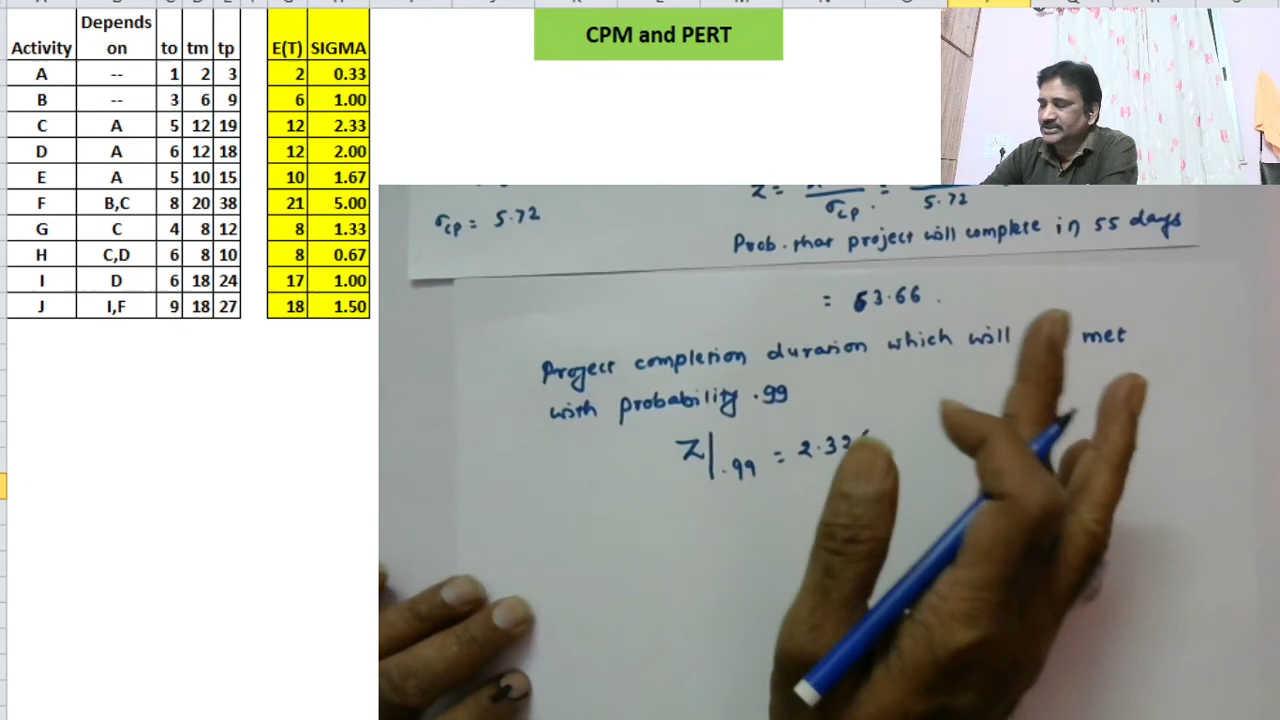 CPM and PERT
Activity Depends on to tm tp E(T) SIGMA
A -- 1 2 3 2 0.33
B -- 3 6 9 6 1.00
C A 5 12 19 12 2.33
D A 6 12 18 12 2.00
E A 5 10 15 10 1.67
F B,C 8 20 38 21 5.00
G C 4 8 12 8 1.33
H C,D 6 8 10 8 0.67
I D 6 18 24 17 1.00
J I,F 9 18 27 18 1.50
Z = σcp. = 5.72
σcp = 5.72
Prob. that project will complete in 55 days
= 53.66.
Project completion duration which will met
with probability .99
Z|.99 = 2.32